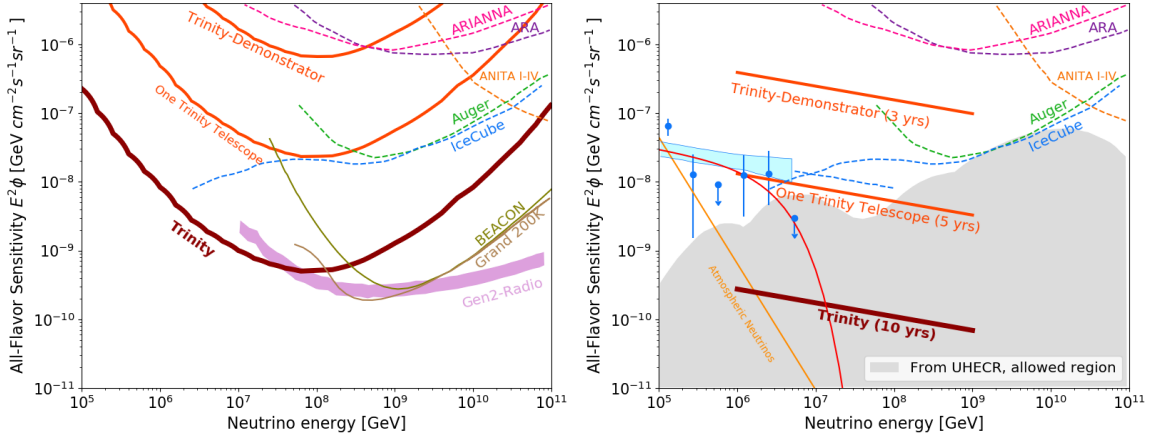 All-Flavor Sensitivity E²ϕ [GeV cm⁻²s⁻¹sr⁻¹]
10⁻⁶
10⁻⁷
10⁻⁸
10⁻⁹
10⁻¹⁰
10⁻¹¹
ARIANNA
ARA
Trinity-Demonstrator
ANITA I-IV
One Trinity Telescope
Auger
IceCube
Trinity
BEACON
Grand 200K
Gen2-Radio
10⁵ 10⁶ 10⁷ 10⁸ 10⁹ 10¹⁰ 10¹¹
Neutrino energy [GeV]
All-Flavor Sensitivity E²ϕ [GeV cm⁻²s⁻¹sr⁻¹]
10⁻⁶
10⁻⁷
10⁻⁸
10⁻⁹
10⁻¹⁰
10⁻¹¹
ARIANNA
ARA
ANITA I-IV
Trinity-Demonstrator (3 yrs)
Auger
IceCube
One Trinity Telescope (5 yrs)
Atmospheric Neutrinos
Trinity (10 yrs)
From UHECR, allowed region
10⁵ 10⁶ 10⁷ 10⁸ 10⁹ 10¹⁰ 10¹¹
Neutrino energy [GeV]